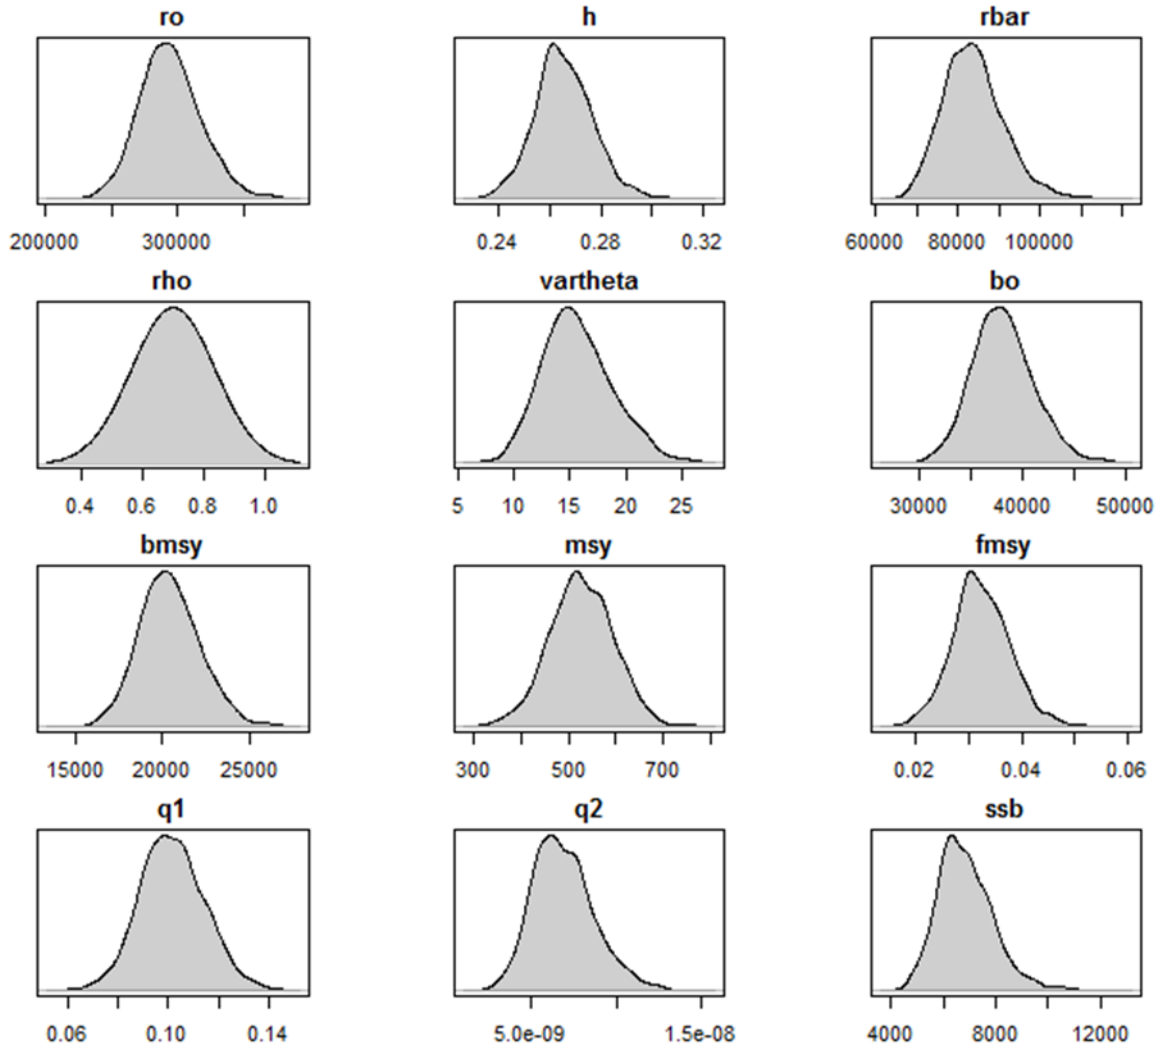 ro h rbar
200000 300000 0.24 0.28 0.32 60000 80000 100000
rho vartheta bo
0.4 0.6 0.8 1.0 5 10 15 20 25 30000 40000 50000
bmsy msy fmsy
15000 20000 25000 300 500 700 0.02 0.04 0.06
q1 q2 ssb
0.06 0.10 0.14 5.0e-09 1.5e-08 4000 8000 12000